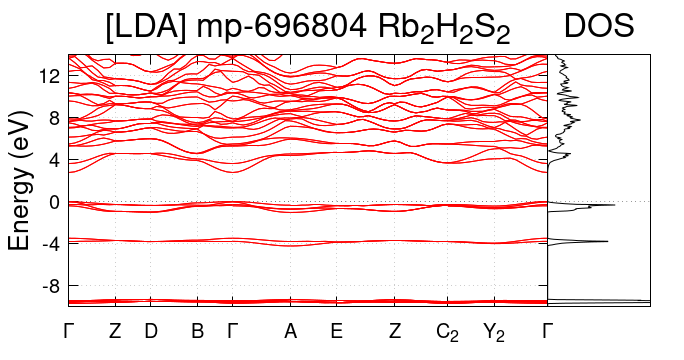 [LDA] mp-696804 Rb₂H₂S₂ DOS
Energy (eV)
12
8
4
0
-4
-8
Γ Z D B Γ A E Z C₂ Y₂ Γ